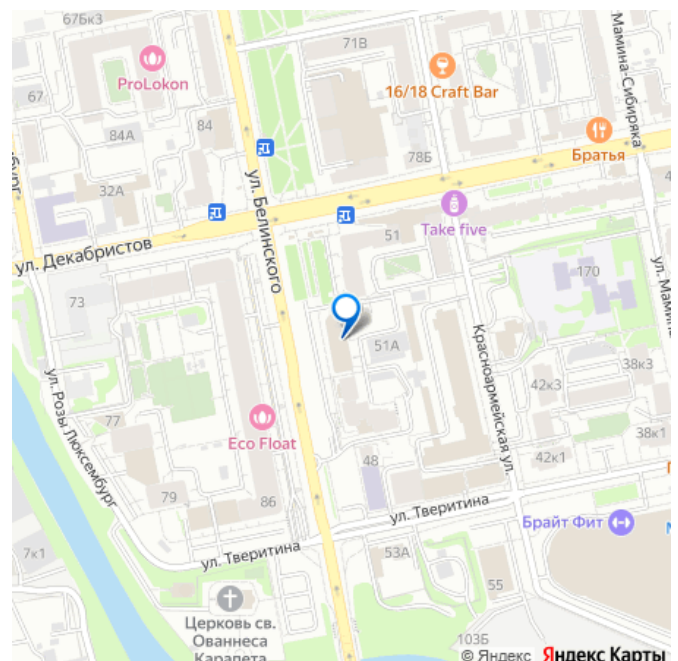 67Бк3
71В
Мамина-Сибиряка
ProLokon
16/18 Craft Bar
67
84А
84
78Б
Братья
32А
ул. Белинского
Take five
51
ул. Декабристов
170
ул. Мамина
73
51А
Красноармейская ул.
38к3
42к3
ул. Розы Люксембург
77
Eco Float
38к1
48
42к1
79
86
ул. Тверитина
Брайт Фит
ул. Тверитина
7к1
53А
55
Церковь св.
Ованнеса
Карапета
103Б
© Яндекс Яндекс Карты